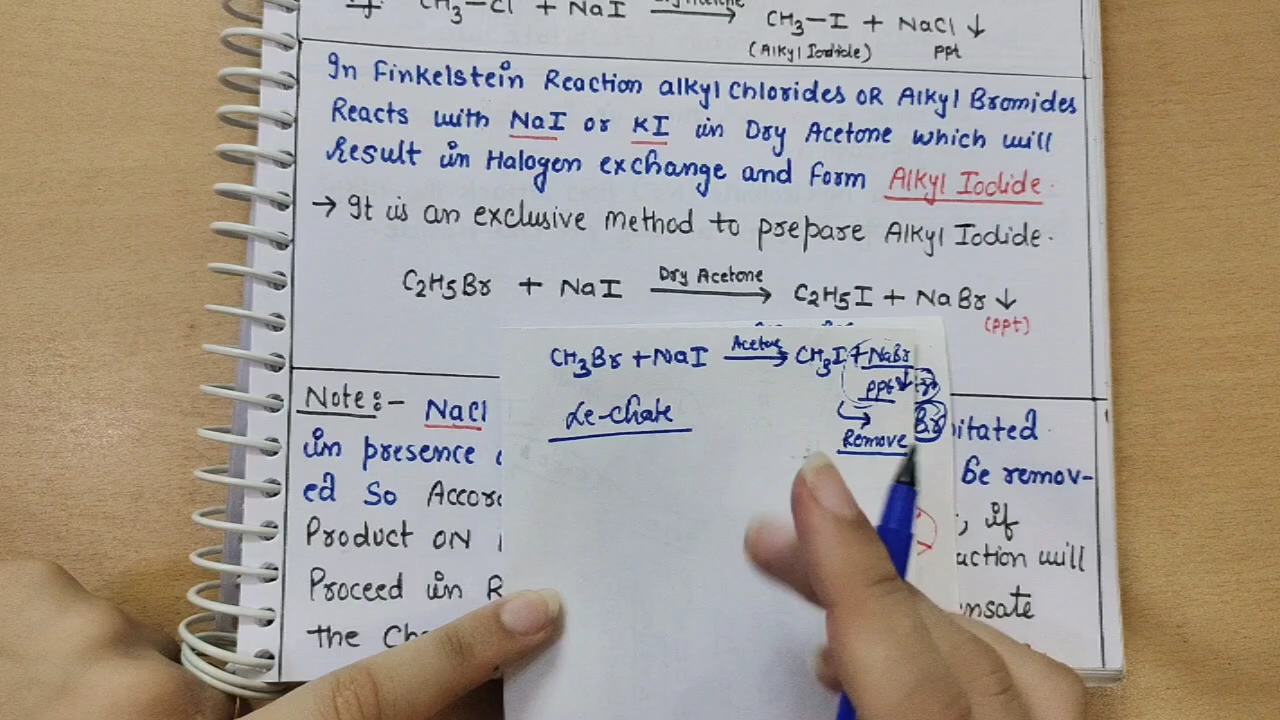 CH3-Cl + NaI → CH3-I + NaCl ↓
(Alkyl Iodide) ppt
In Finkelstein Reaction alkyl Chlorides OR Alkyl Bromides
Reacts with NaI or KI in Dry Acetone which will
Result in Halogen exchange and form Alkyl Iodide.
→ It is an exclusive method to prepare Alkyl Iodide.
Dry Acetone
C2H5Br + NaI → C2H5I + NaBr ↓
(ppt)
Acetone
CH3Br + NaI → CH3I + NaBr
ppt ↓
Le-chate
Br
Remove
Note:- NaCl
itated
in presence
be remov-
ed So
if
Product on
action will
Proceed in R
nsate
the Ch